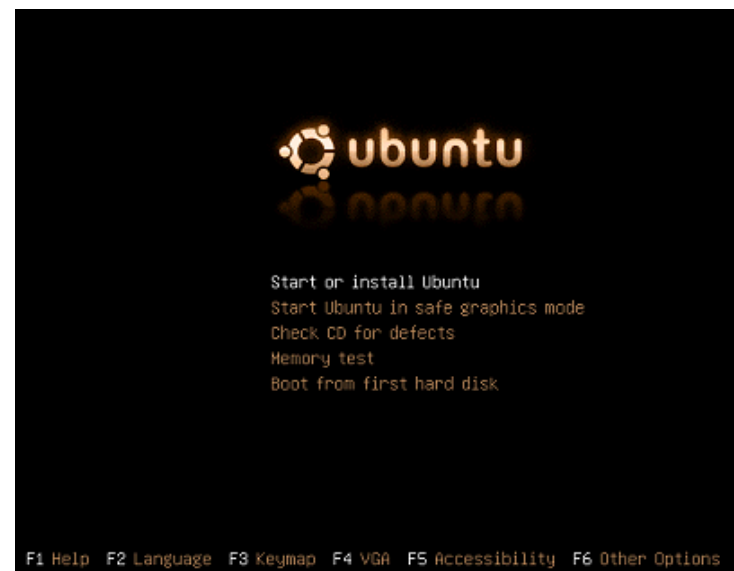 ubuntu
Start or install Ubuntu
Start Ubuntu in safe graphics mode
Check CD for defects
Memory test
Boot from first hard disk
F1 Help F2 Language F3 Keymap F4 VGA F5 Accessibility F6 Other Options